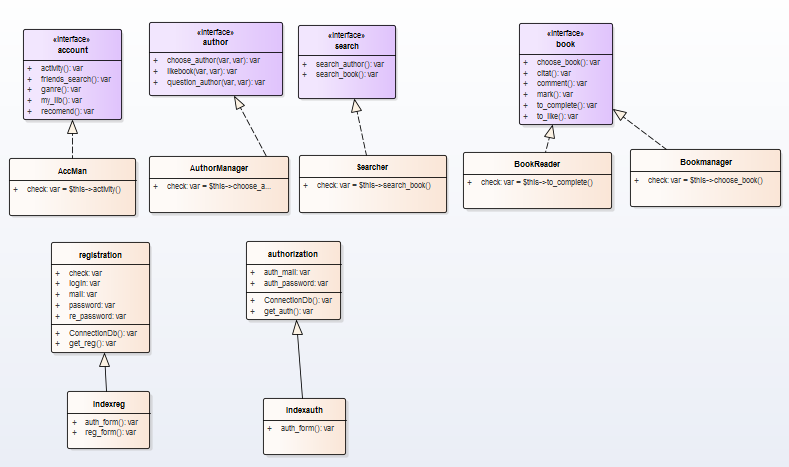 «interface»
account
+ activity(): var
+ friends_search(): var
+ ganre(): var
+ my_lib(): var
+ recomend(): var
«interface»
author
+ choose_author(var, var): var
+ likebook(var, var): var
+ question_author(var, var): var
«interface»
search
+ search_author(): var
+ search_book(): var
«interface»
book
+ choose_book(): var
+ citat(): var
+ comment(): var
+ mark(): var
+ to_complete(): var
+ to_like(): var
AccMan
+ check: var = $this->activity()
AuthorManager
+ check: var = $this->choose_a...
Searcher
+ check: var = $this->search_book()
BookReader
+ check: var = $this->to_complete()
Bookmanager
+ check: var = $this->choose_book()
registration
+ check: var
+ login: var
+ mail: var
+ password: var
+ re_password: var
+ ConnectionDb(): var
+ get_reg(): var
authorization
+ auth_mail: var
+ auth_password: var
+ ConnectionDb(): var
+ get_auth(): var
indexreg
+ auth_form(): var
+ reg_form(): var
indexauth
+ auth_form(): var